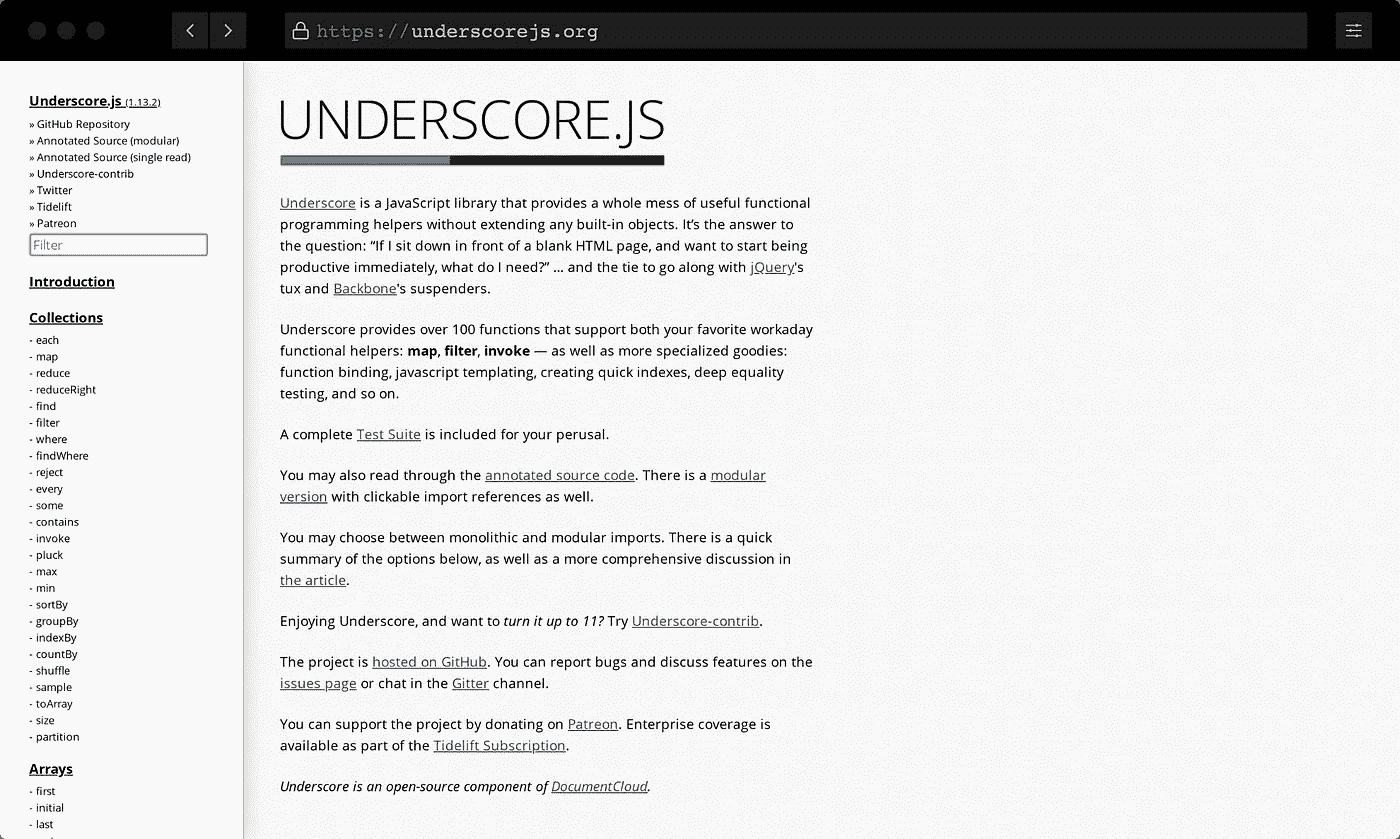 https://underscorejs.org
Underscore.js (1.13.2)
» GitHub Repository
» Annotated Source (modular)
» Annotated Source (single read)
» Underscore-contrib
» Twitter
» Tidelift
» Patreon
Filter
Introduction
Collections
- each
- map
- reduce
- reduceRight
- find
- filter
- where
- findWhere
- reject
- every
- some
- contains
- invoke
- pluck
- max
- min
- sortBy
- groupBy
- indexBy
- countBy
- shuffle
- sample
- toArray
- size
- partition
Arrays
- first
- initial
- last
UNDERSCORE.JS
Underscore is a JavaScript library that provides a whole mess of useful functional
programming helpers without extending any built-in objects. It’s the answer to
the question: “If I sit down in front of a blank HTML page, and want to start being
productive immediately, what do I need?” … and the tie to go along with jQuery's
tux and Backbone's suspenders.
Underscore provides over 100 functions that support both your favorite workaday
functional helpers: map, filter, invoke — as well as more specialized goodies:
function binding, javascript templating, creating quick indexes, deep equality
testing, and so on.
A complete Test Suite is included for your perusal.
You may also read through the annotated source code. There is a modular
version with clickable import references as well.
You may choose between monolithic and modular imports. There is a quick
summary of the options below, as well as a more comprehensive discussion in
the article.
Enjoying Underscore, and want to turn it up to 11? Try Underscore-contrib.
The project is hosted on GitHub. You can report bugs and discuss features on the
issues page or chat in the Gitter channel.
You can support the project by donating on Patreon. Enterprise coverage is
available as part of the Tidelift Subscription.
Underscore is an open-source component of DocumentCloud.